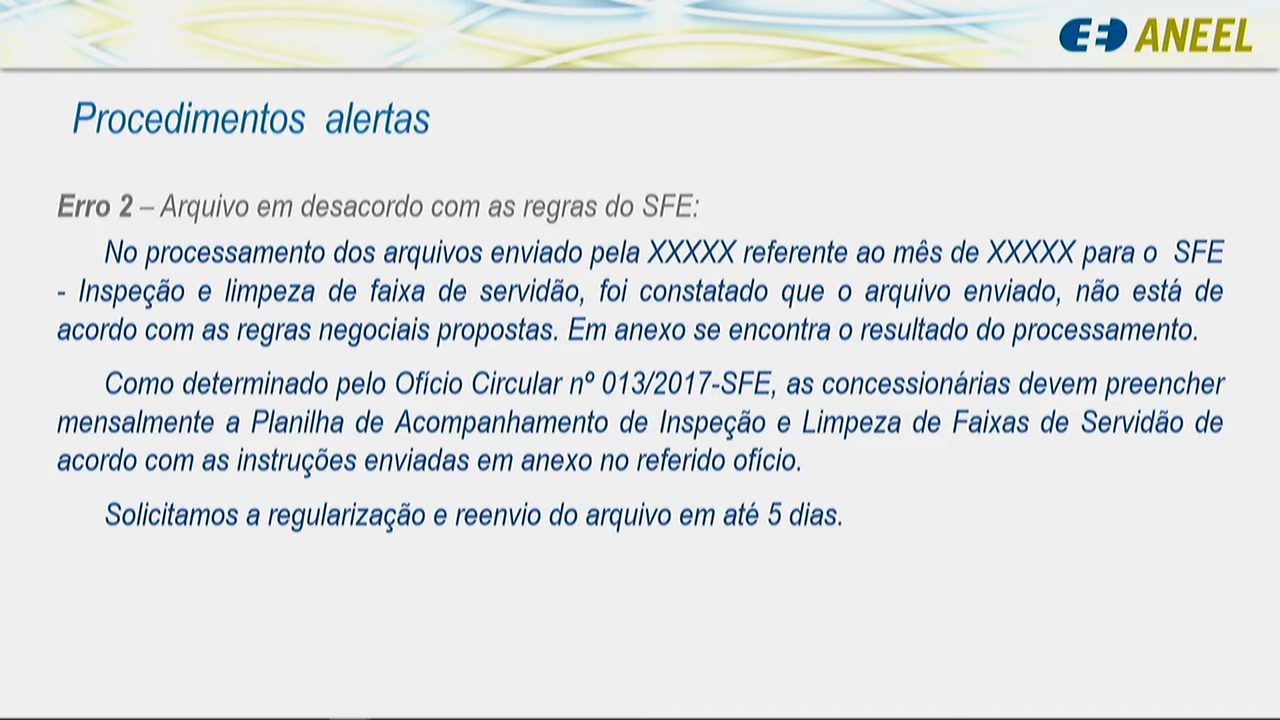 ANEEL
Procedimentos alertas
Erro 2 – Arquivo em desacordo com as regras do SFE:
No processamento dos arquivos enviado pela XXXXX referente ao mês de XXXXX para o SFE
- Inspeção e limpeza de faixa de servidão, foi constatado que o arquivo enviado, não está de
acordo com as regras negociais propostas. Em anexo se encontra o resultado do processamento.
Como determinado pelo Ofício Circular nº 013/2017-SFE, as concessionárias devem preencher
mensalmente a Planilha de Acompanhamento de Inspeção e Limpeza de Faixas de Servidão de
acordo com as instruções enviadas em anexo no referido ofício.
Solicitamos a regularização e reenvio do arquivo em até 5 dias.